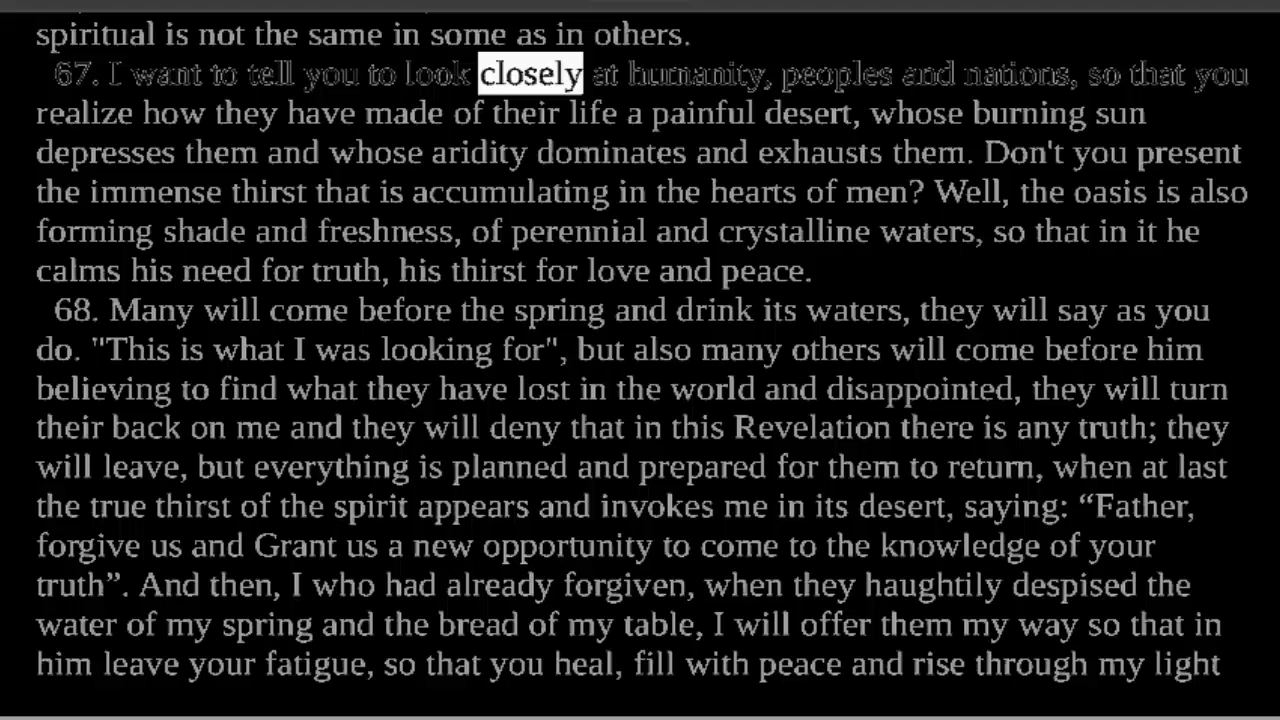 spiritual is not the same in some as in others.
67. I want to tell you to look closely at humanity, peoples and nations, so that you
realize how they have made of their life a painful desert, whose burning sun
depresses them and whose aridity dominates and exhausts them. Don't you present
the immense thirst that is accumulating in the hearts of men? Well, the oasis is also
forming shade and freshness, of perennial and crystalline waters, so that in it he
calms his need for truth, his thirst for love and peace.
68. Many will come before the spring and drink its waters, they will say as you
do. "This is what I was looking for", but also many others will come before him
believing to find what they have lost in the world and disappointed, they will turn
their back on me and they will deny that in this Revelation there is any truth; they
will leave, but everything is planned and prepared for them to return, when at last
the true thirst of the spirit appears and invokes me in its desert, saying: “Father,
forgive us and Grant us a new opportunity to come to the knowledge of your
truth”. And then, I who had already forgiven, when they haughtily despised the
water of my spring and the bread of my table, I will offer them my way so that in
him leave your fatigue, so that you heal, fill with peace and rise through my light